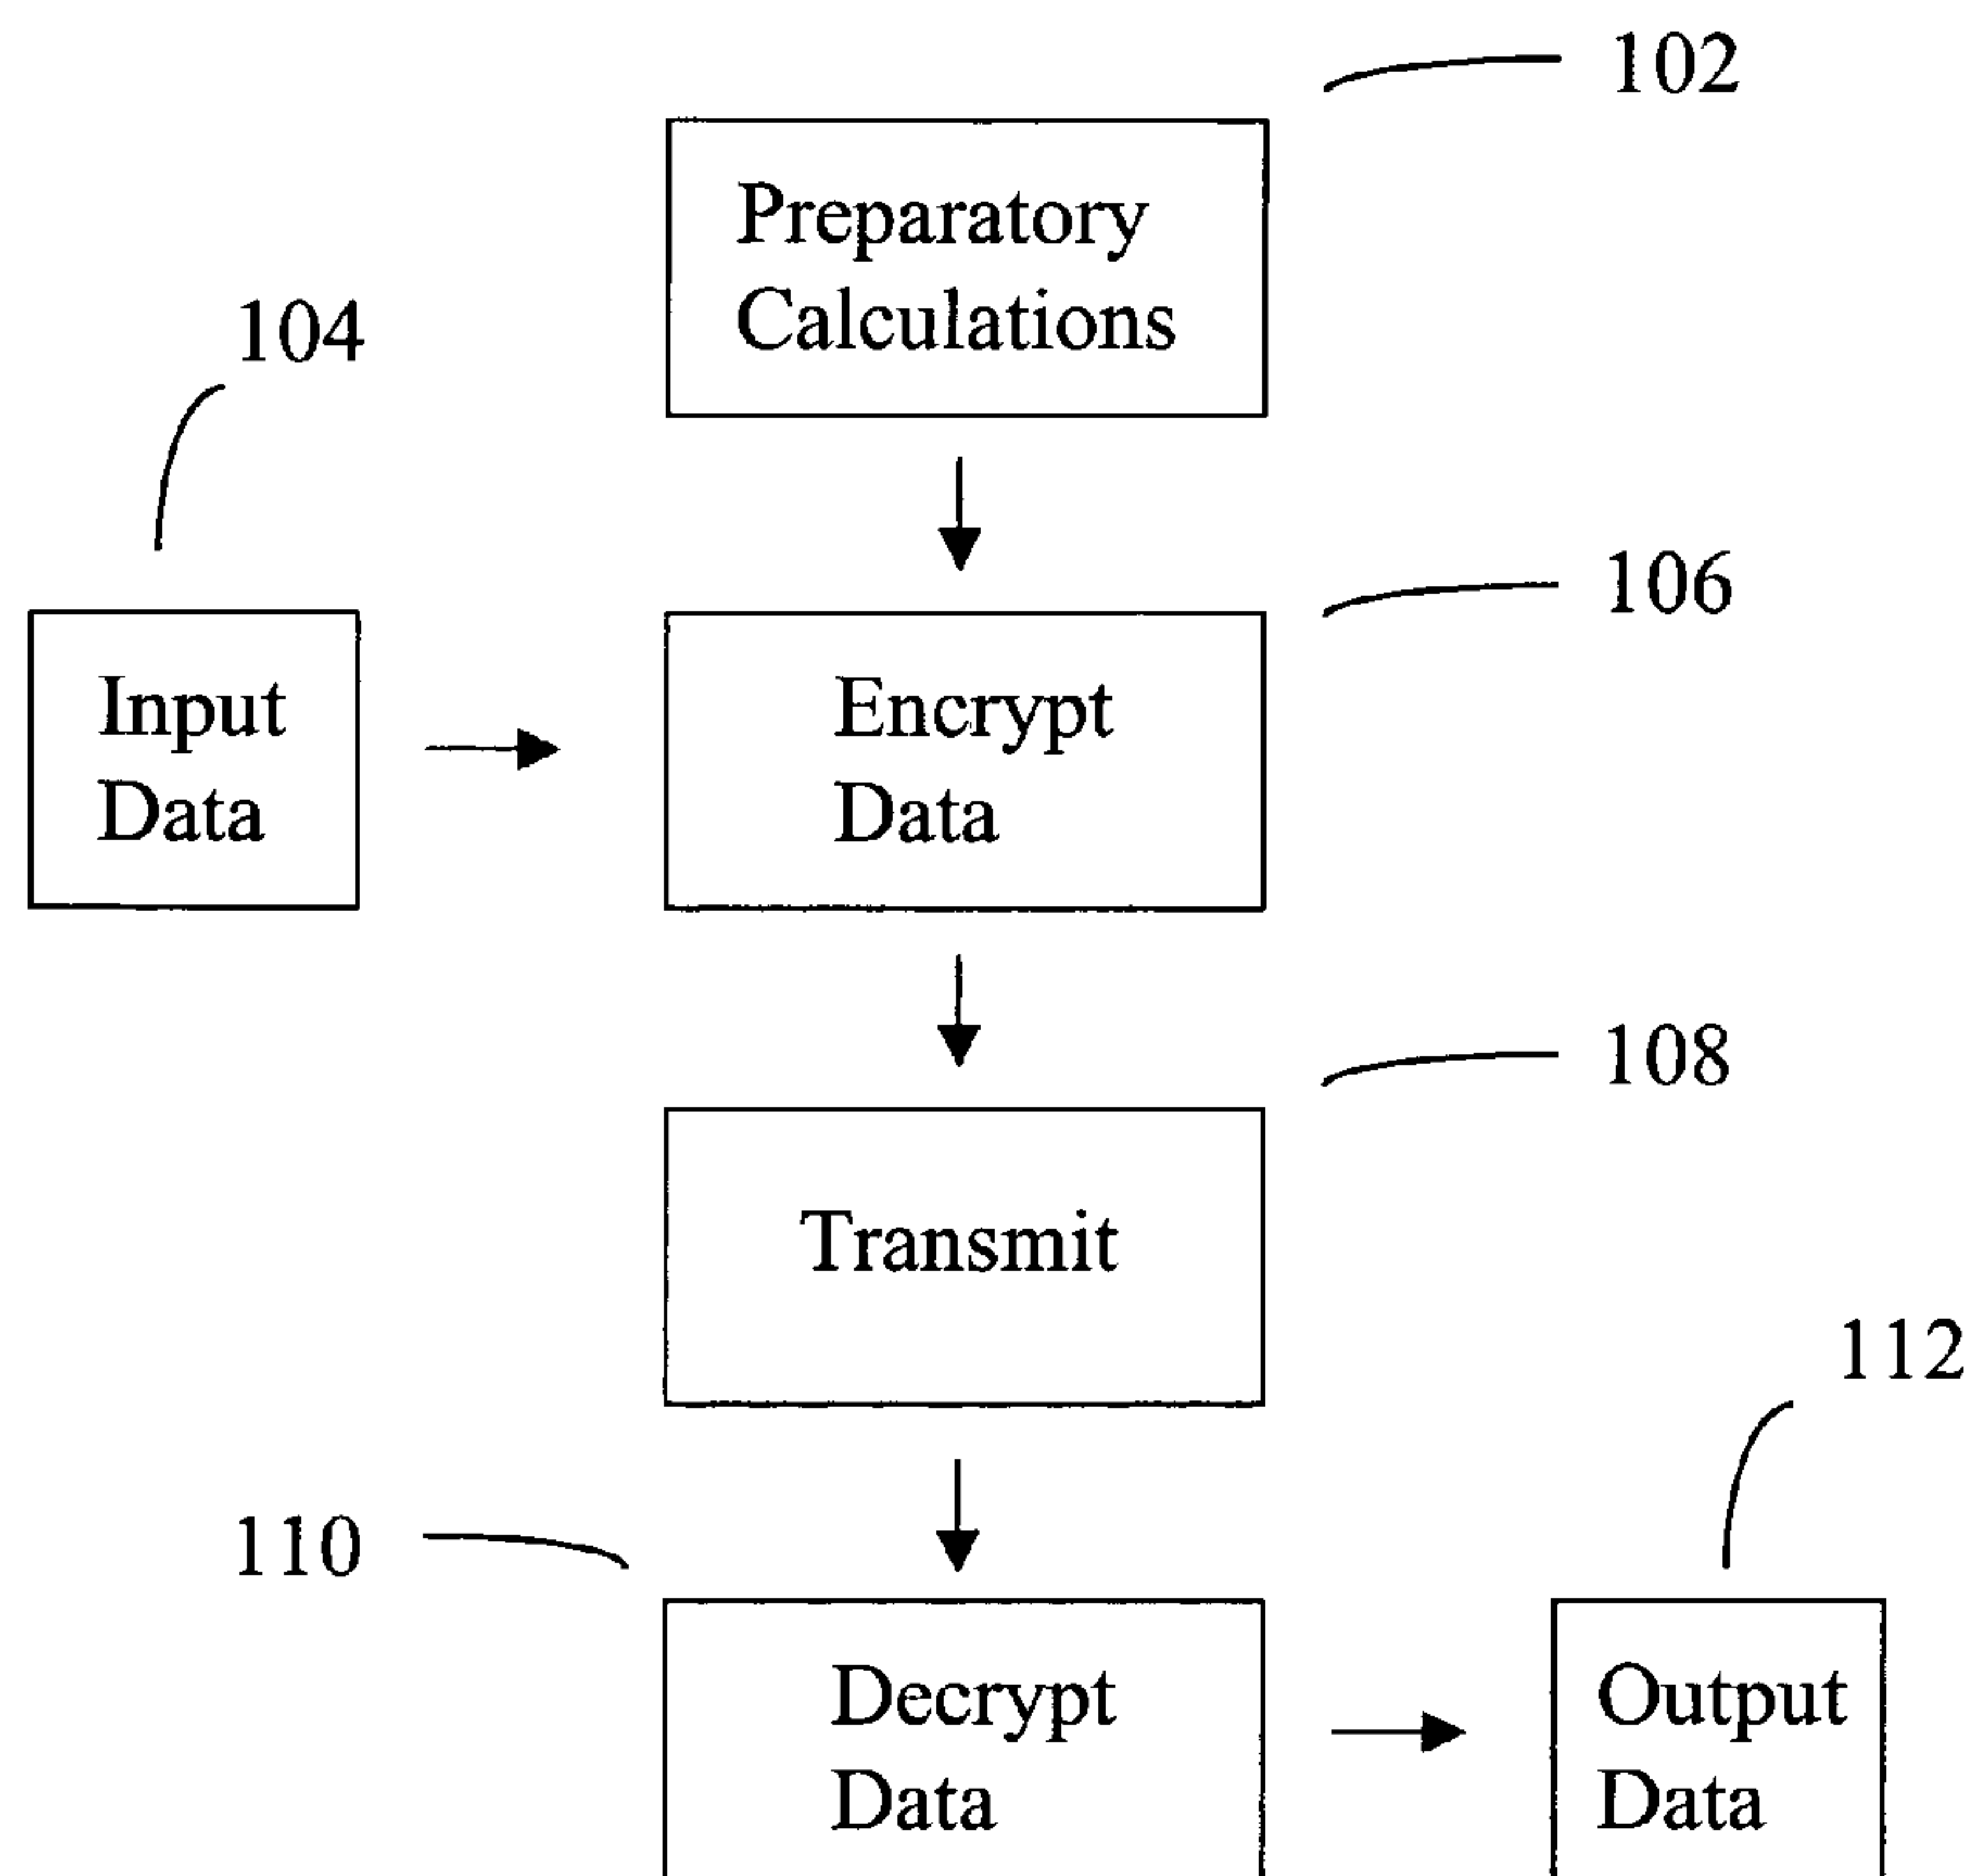 102
Preparatory
Calculations
104
106
Input
Data
Encrypt
Data
108
Transmit
112
110
Decrypt
Data
Output
Data